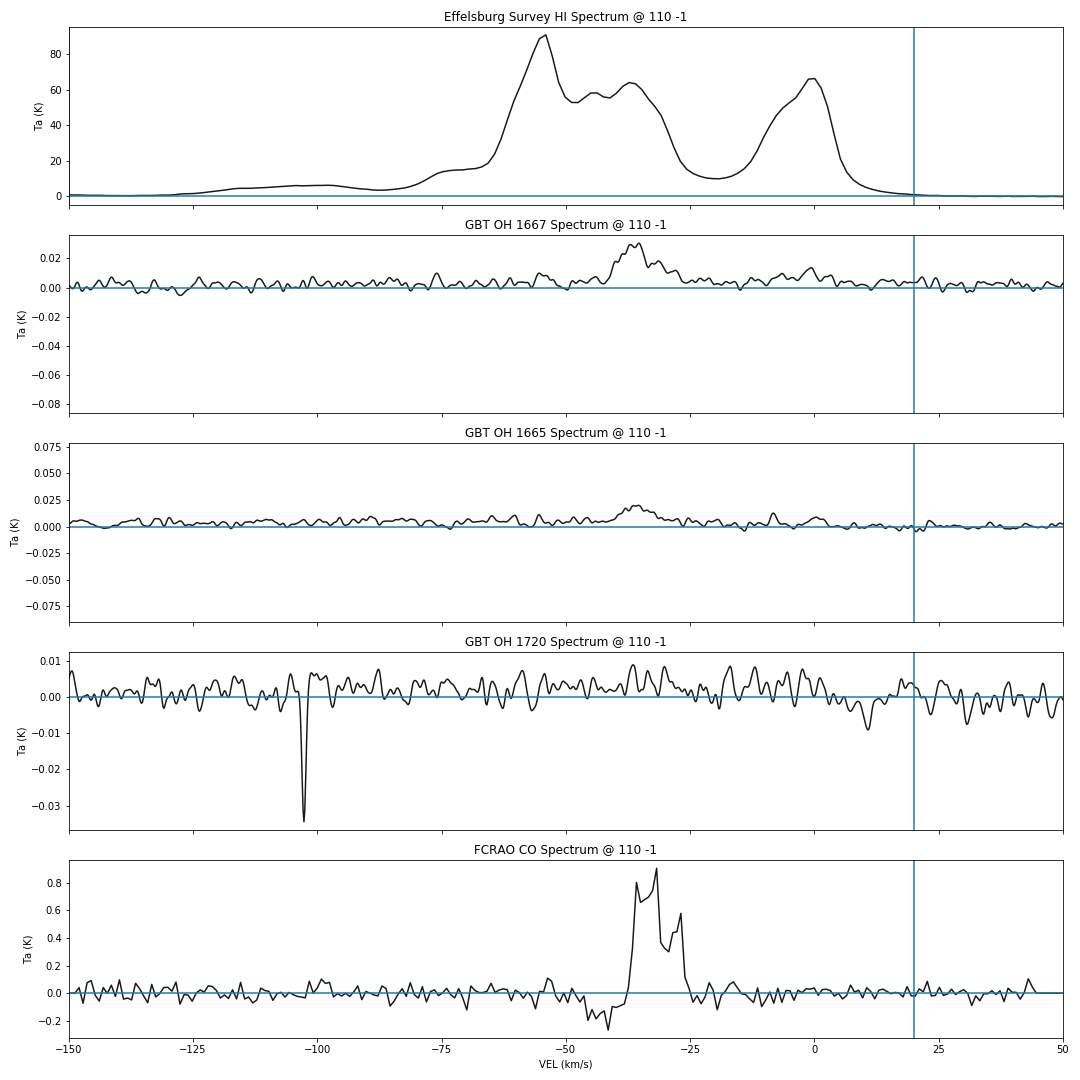 Effelsburg Survey HI Spectrum @ 110 -1
Ta (K)
80
60
40
20
0
GBT OH 1667 Spectrum @ 110 -1
Ta (K)
0.02
0.00
−0.02
−0.04
−0.06
−0.08
GBT OH 1665 Spectrum @ 110 -1
Ta (K)
0.075
0.050
0.025
0.000
−0.025
−0.050
−0.075
GBT OH 1720 Spectrum @ 110 -1
Ta (K)
0.01
0.00
−0.01
−0.02
−0.03
FCRAO CO Spectrum @ 110 -1
Ta (K)
0.8
0.6
0.4
0.2
0.0
−0.2
−150 −125 −100 −75 −50 −25 0 25 50
VEL (km/s)